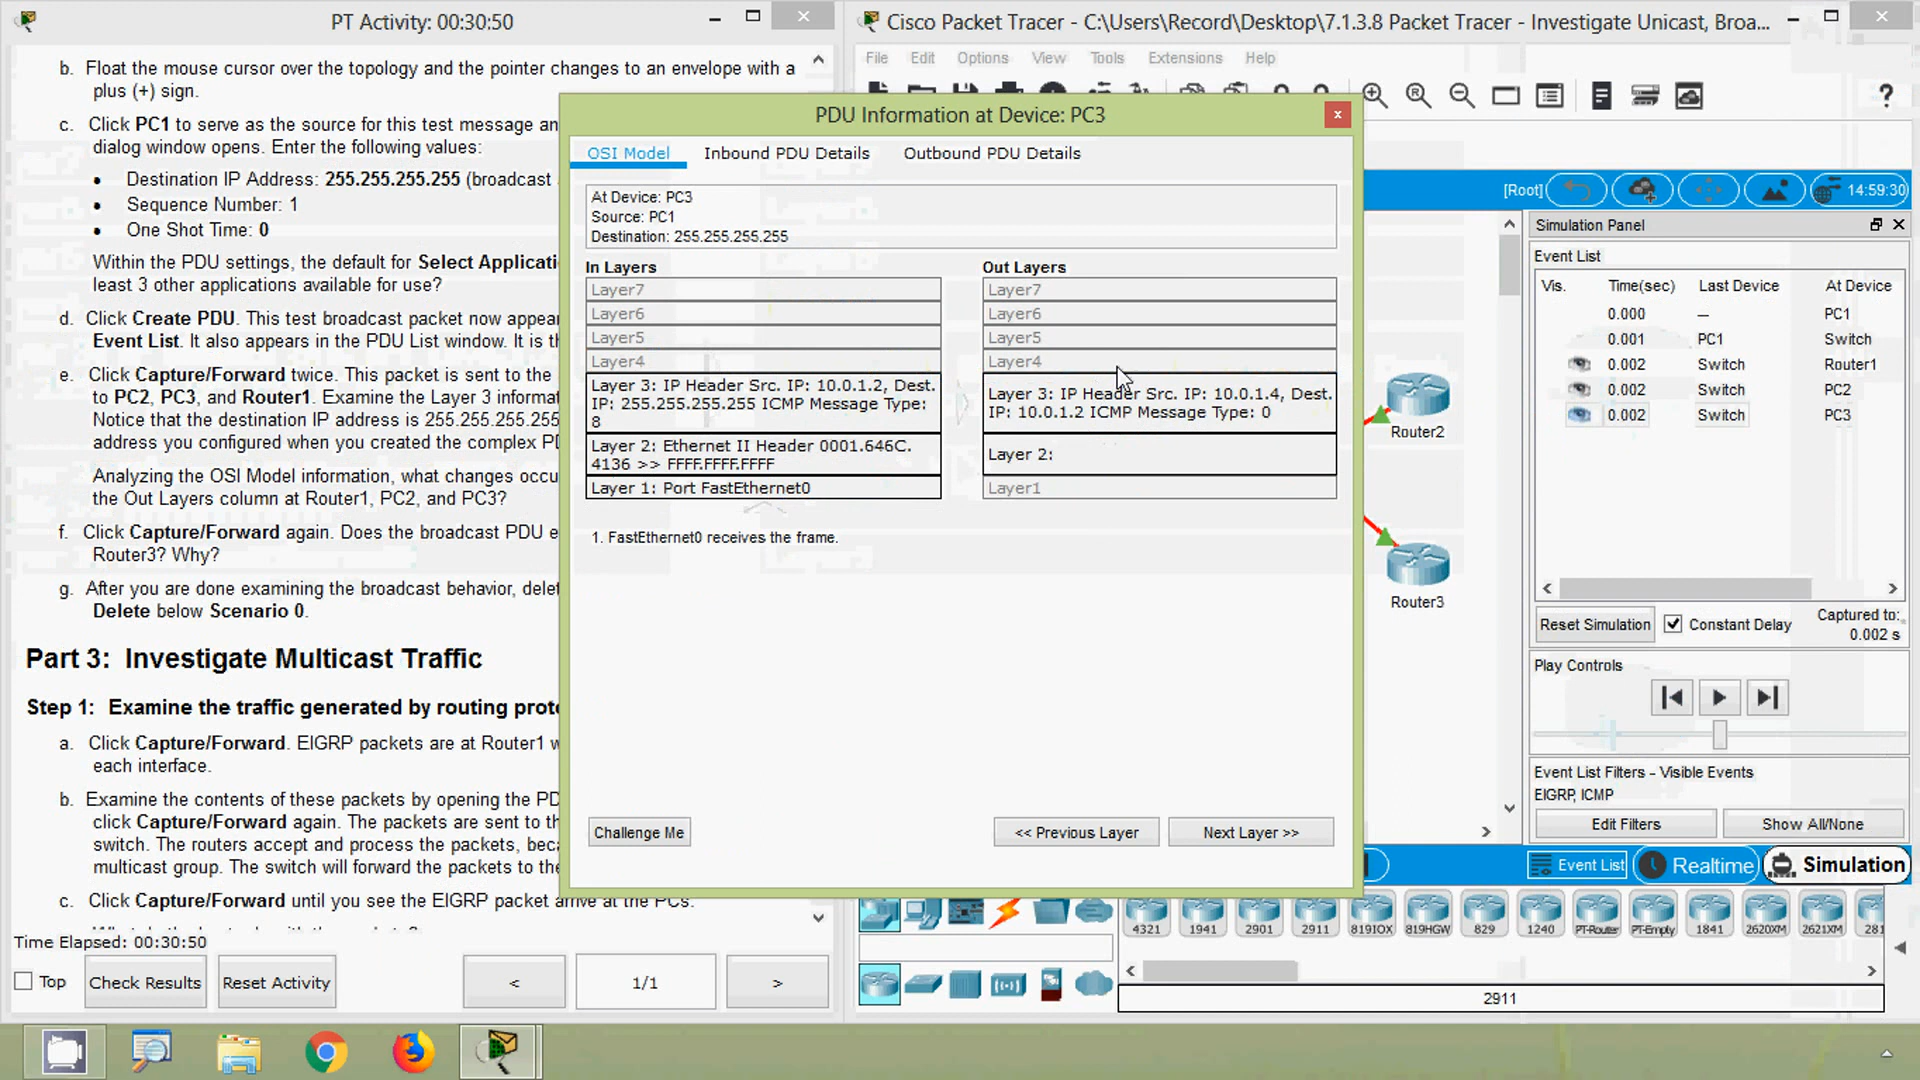 PT Activity: 00:30:50
b. Float the mouse cursor over the topology and the pointer changes to an envelope with a
plus (+) sign.
c. Click PC1 to serve as the source for this test message an
dialog window opens. Enter the following values:
• Destination IP Address: 255.255.255.255 (broadcast
• Sequence Number: 1
• One Shot Time: 0
Within the PDU settings, the default for Select Applicati
least 3 other applications available for use?
d. Click Create PDU. This test broadcast packet now appea
Event List. It also appears in the PDU List window. It is th
e. Click Capture/Forward twice. This packet is sent to the
to PC2, PC3, and Router1. Examine the Layer 3 informat
Notice that the destination IP address is 255.255.255.25
address you configured when you created the complex PD
Analyzing the OSI Model information, what changes occu
the Out Layers column at Router1, PC2, and PC3?
f. Click Capture/Forward again. Does the broadcast PDU e
Router3? Why?
g. After you are done examining the broadcast behavior, delet
Delete below Scenario 0.
Part 3: Investigate Multicast Traffic
Step 1: Examine the traffic generated by routing proto
a. Click Capture/Forward. EIGRP packets are at Router1 w
each interface.
b. Examine the contents of these packets by opening the PD
click Capture/Forward again. The packets are sent to th
switch. The routers accept and process the packets, beca
multicast group. The switch will forward the packets to the
c. Click Capture/Forward until you see the EIGRP packet arrive at the PCs.
Time Elapsed: 00:30:50
Top
Check Results
Reset Activity
<
1/1
>
Cisco Packet Tracer - C:\Users\Record\Desktop\7.1.3.8 Packet Tracer - Investigate Unicast, Broa...
File Edit Options View Tools Extensions Help
PDU Information at Device: PC3
OSI Model
Inbound PDU Details
Outbound PDU Details
At Device: PC3
Source: PC1
Destination: 255.255.255.255
In Layers
Layer7
Layer6
Layer5
Layer4
Layer 3: IP Header Src. IP: 10.0.1.2, Dest.
IP: 255.255.255.255 ICMP Message Type:
8
Layer 2: Ethernet II Header 0001.646C.
4136 >> FFFF.FFFF.FFFF
Layer 1: Port FastEthernet0
Out Layers
Layer7
Layer6
Layer5
Layer4
Layer 3: IP Header Src. IP: 10.0.1.4, Dest.
IP: 10.0.1.2 ICMP Message Type: 0
Layer 2:
Layer1
1. FastEthernet0 receives the frame.
Challenge Me
<< Previous Layer
Next Layer >>
[Root]
14:59:30
Router2
Router3
Simulation Panel
Event List
Vis. Time(sec) Last Device At Device
0.000 -- PC1
0.001 PC1 Switch
0.002 Switch Router1
0.002 Switch PC2
0.002 Switch PC3
Reset Simulation
Constant Delay
Captured to:
0.002 s
Play Controls
Event List Filters - Visible Events
EIGRP, ICMP
Edit Filters
Show All/None
Event List
Realtime
Simulation
4321 1941 2901 2911 819IOX 819HGW 829 1240 PT-Router PT-Empty 1841 2620XM 2621XM 281
2911